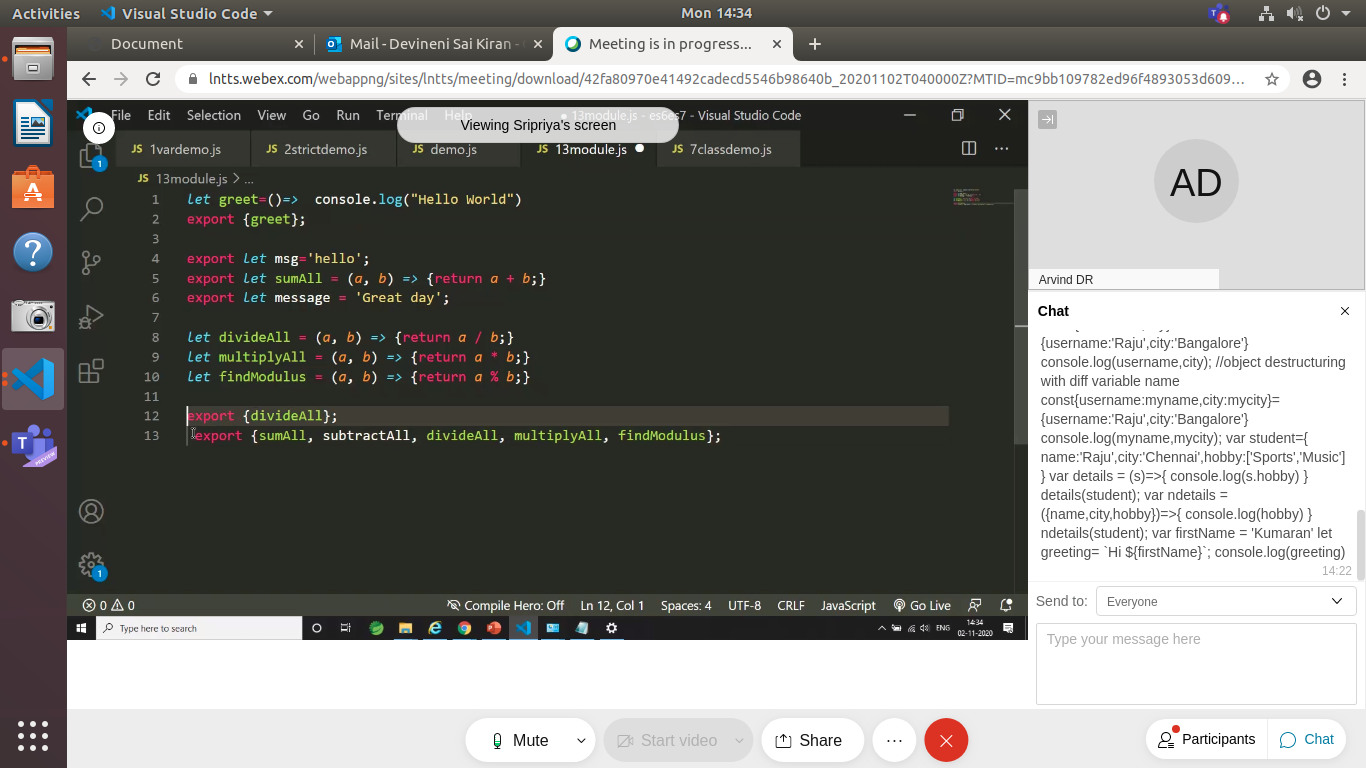 Activities
Visual Studio Code
Mon 14:34
Document
Mail - Devineni Sai Kiran -
Meeting is in progress...
lntts.webex.com/webappng/sites/lntts/meeting/download/42fa80970e41492cadecd5546b98640b_20201102T040000Z?MTID=mc9bb109782ed96f4893053d609...
File Edit Selection View Go Run Terminal Help
13module.js - es6es7 - Visual Studio Code
Viewing Sripriya's screen
JS 1vardemo.js
JS 2strictdemo.js
JS demo.js
JS 13module.js
JS 7classdemo.js
JS 13module.js > ...
1 let greet=()=>  console.log("Hello World")
2 export {greet};
3
4 export let msg='hello';
5 export let sumAll = (a, b) => {return a + b;}
6 export let message = 'Great day';
7
8 let divideAll = (a, b) => {return a / b;}
9 let multiplyAll = (a, b) => {return a * b;}
10 let findModulus = (a, b) => {return a % b;}
11
12 export {divideAll};
13 export {sumAll, subtractAll, divideAll, multiplyAll, findModulus};
1
1
0 0
Compile Hero: Off
Ln 12, Col 1
Spaces: 4
UTF-8
CRLF
JavaScript
Go Live
Type here to search
ENG
14:34
02-11-2020
AD
Arvind DR
Chat
{username:'Raju',city:'Bangalore'}
console.log(username,city); //object destructuring
with diff variable name
const{username:myname,city:mycity}=
{username:'Raju',city:'Bangalore'}
console.log(myname,mycity); var student={
name:'Raju',city:'Chennai',hobby:['Sports','Music']
} var details = (s)=>{ console.log(s.hobby) }
details(student); var ndetails =
({name,city,hobby})=>{ console.log(hobby) }
ndetails(student); var firstName = 'Kumaran' let
greeting= `Hi ${firstName}`; console.log(greeting)
14:22
Send to:
Everyone
Type your message here
T
PREVIEW
Mute
Start video
Share
Participants
Chat